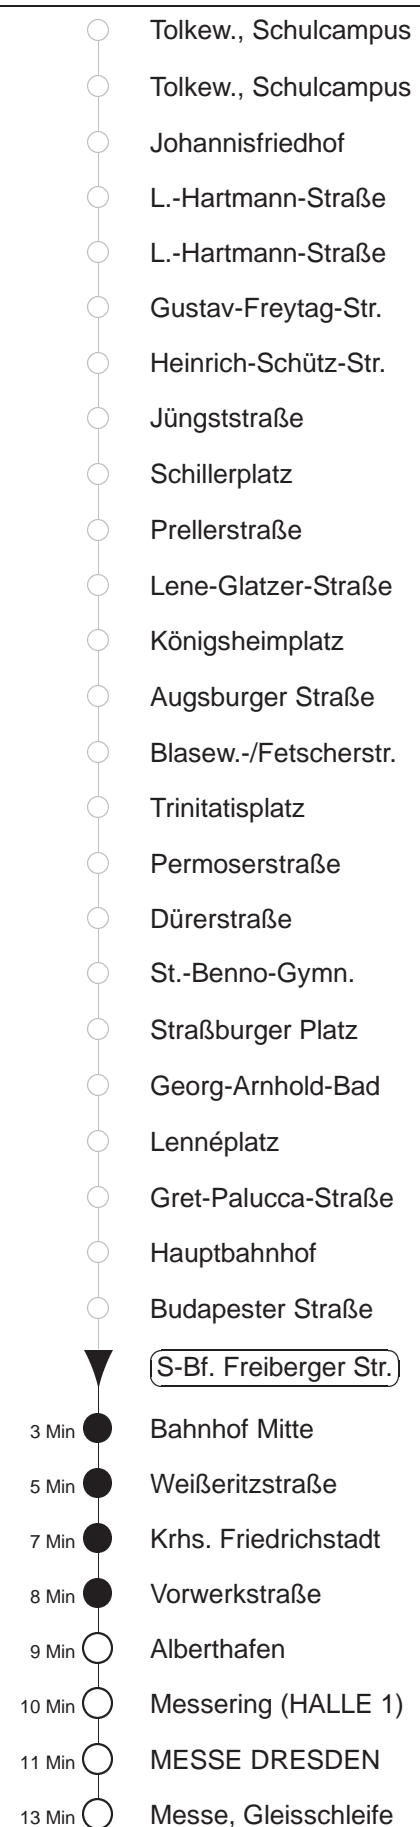 Tolkew., Schulcampus
Tolkew., Schulcampus
Johannisfriedhof
L.-Hartmann-Straße
L.-Hartmann-Straße
Gustav-Freytag-Str.
Heinrich-Schütz-Str.
Jüngststraße
Schillerplatz
Prellerstraße
Lene-Glatzer-Straße
Königsheimplatz
Augsburger Straße
Blasew.-/Fetscherstr.
Trinitatisplatz
Permoserstraße
Dürerstraße
St.-Benno-Gymn.
Straßburger Platz
Georg-Arnhold-Bad
Lennéplatz
Gret-Palucca-Straße
Hauptbahnhof
Budapester Straße
S-Bf. Freiberger Str.
3 Min Bahnhof Mitte
5 Min Weißeritzstraße
7 Min Krhs. Friedrichstadt
8 Min Vorwerkstraße
9 Min Alberthafen
10 Min Messering (HALLE 1)
11 Min MESSE DRESDEN
13 Min Messe, Gleisschleife